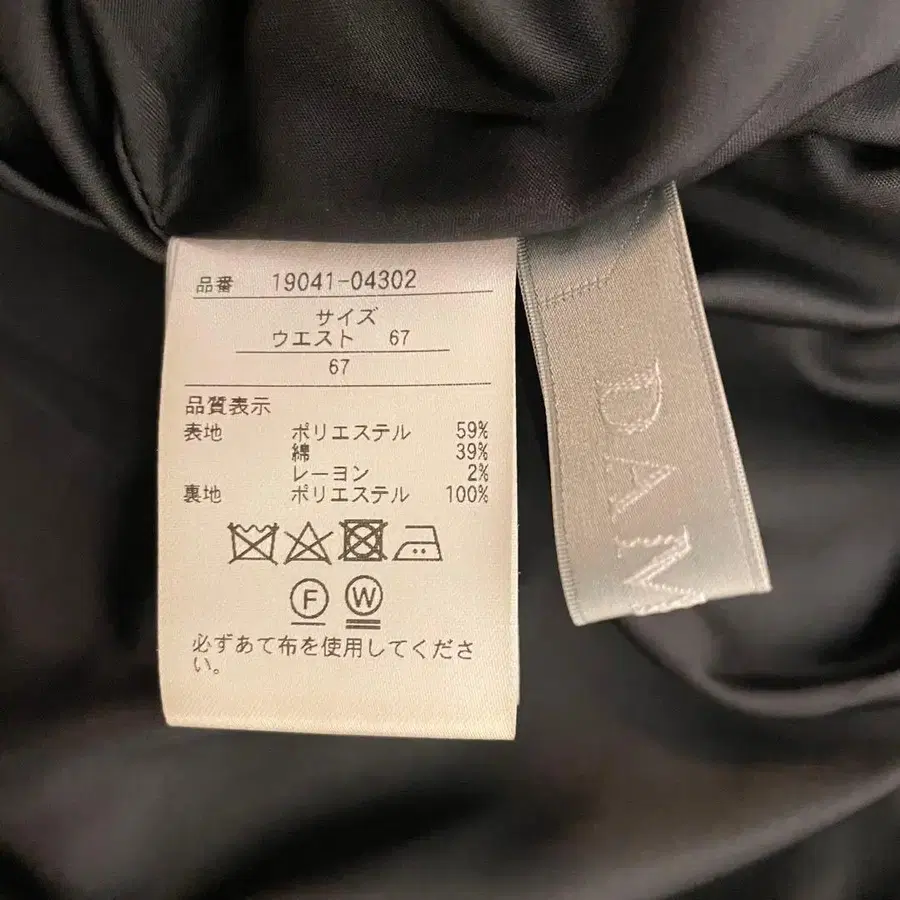 品番 19041-04302
サイズ
ウエスト 67
67
品質表示
表地 ポリエステル 59%
綿 39%
レーヨン 2%
裏地 ポリエステル 100%
F W
必ずあて布を使用してくださ
い。
DAM